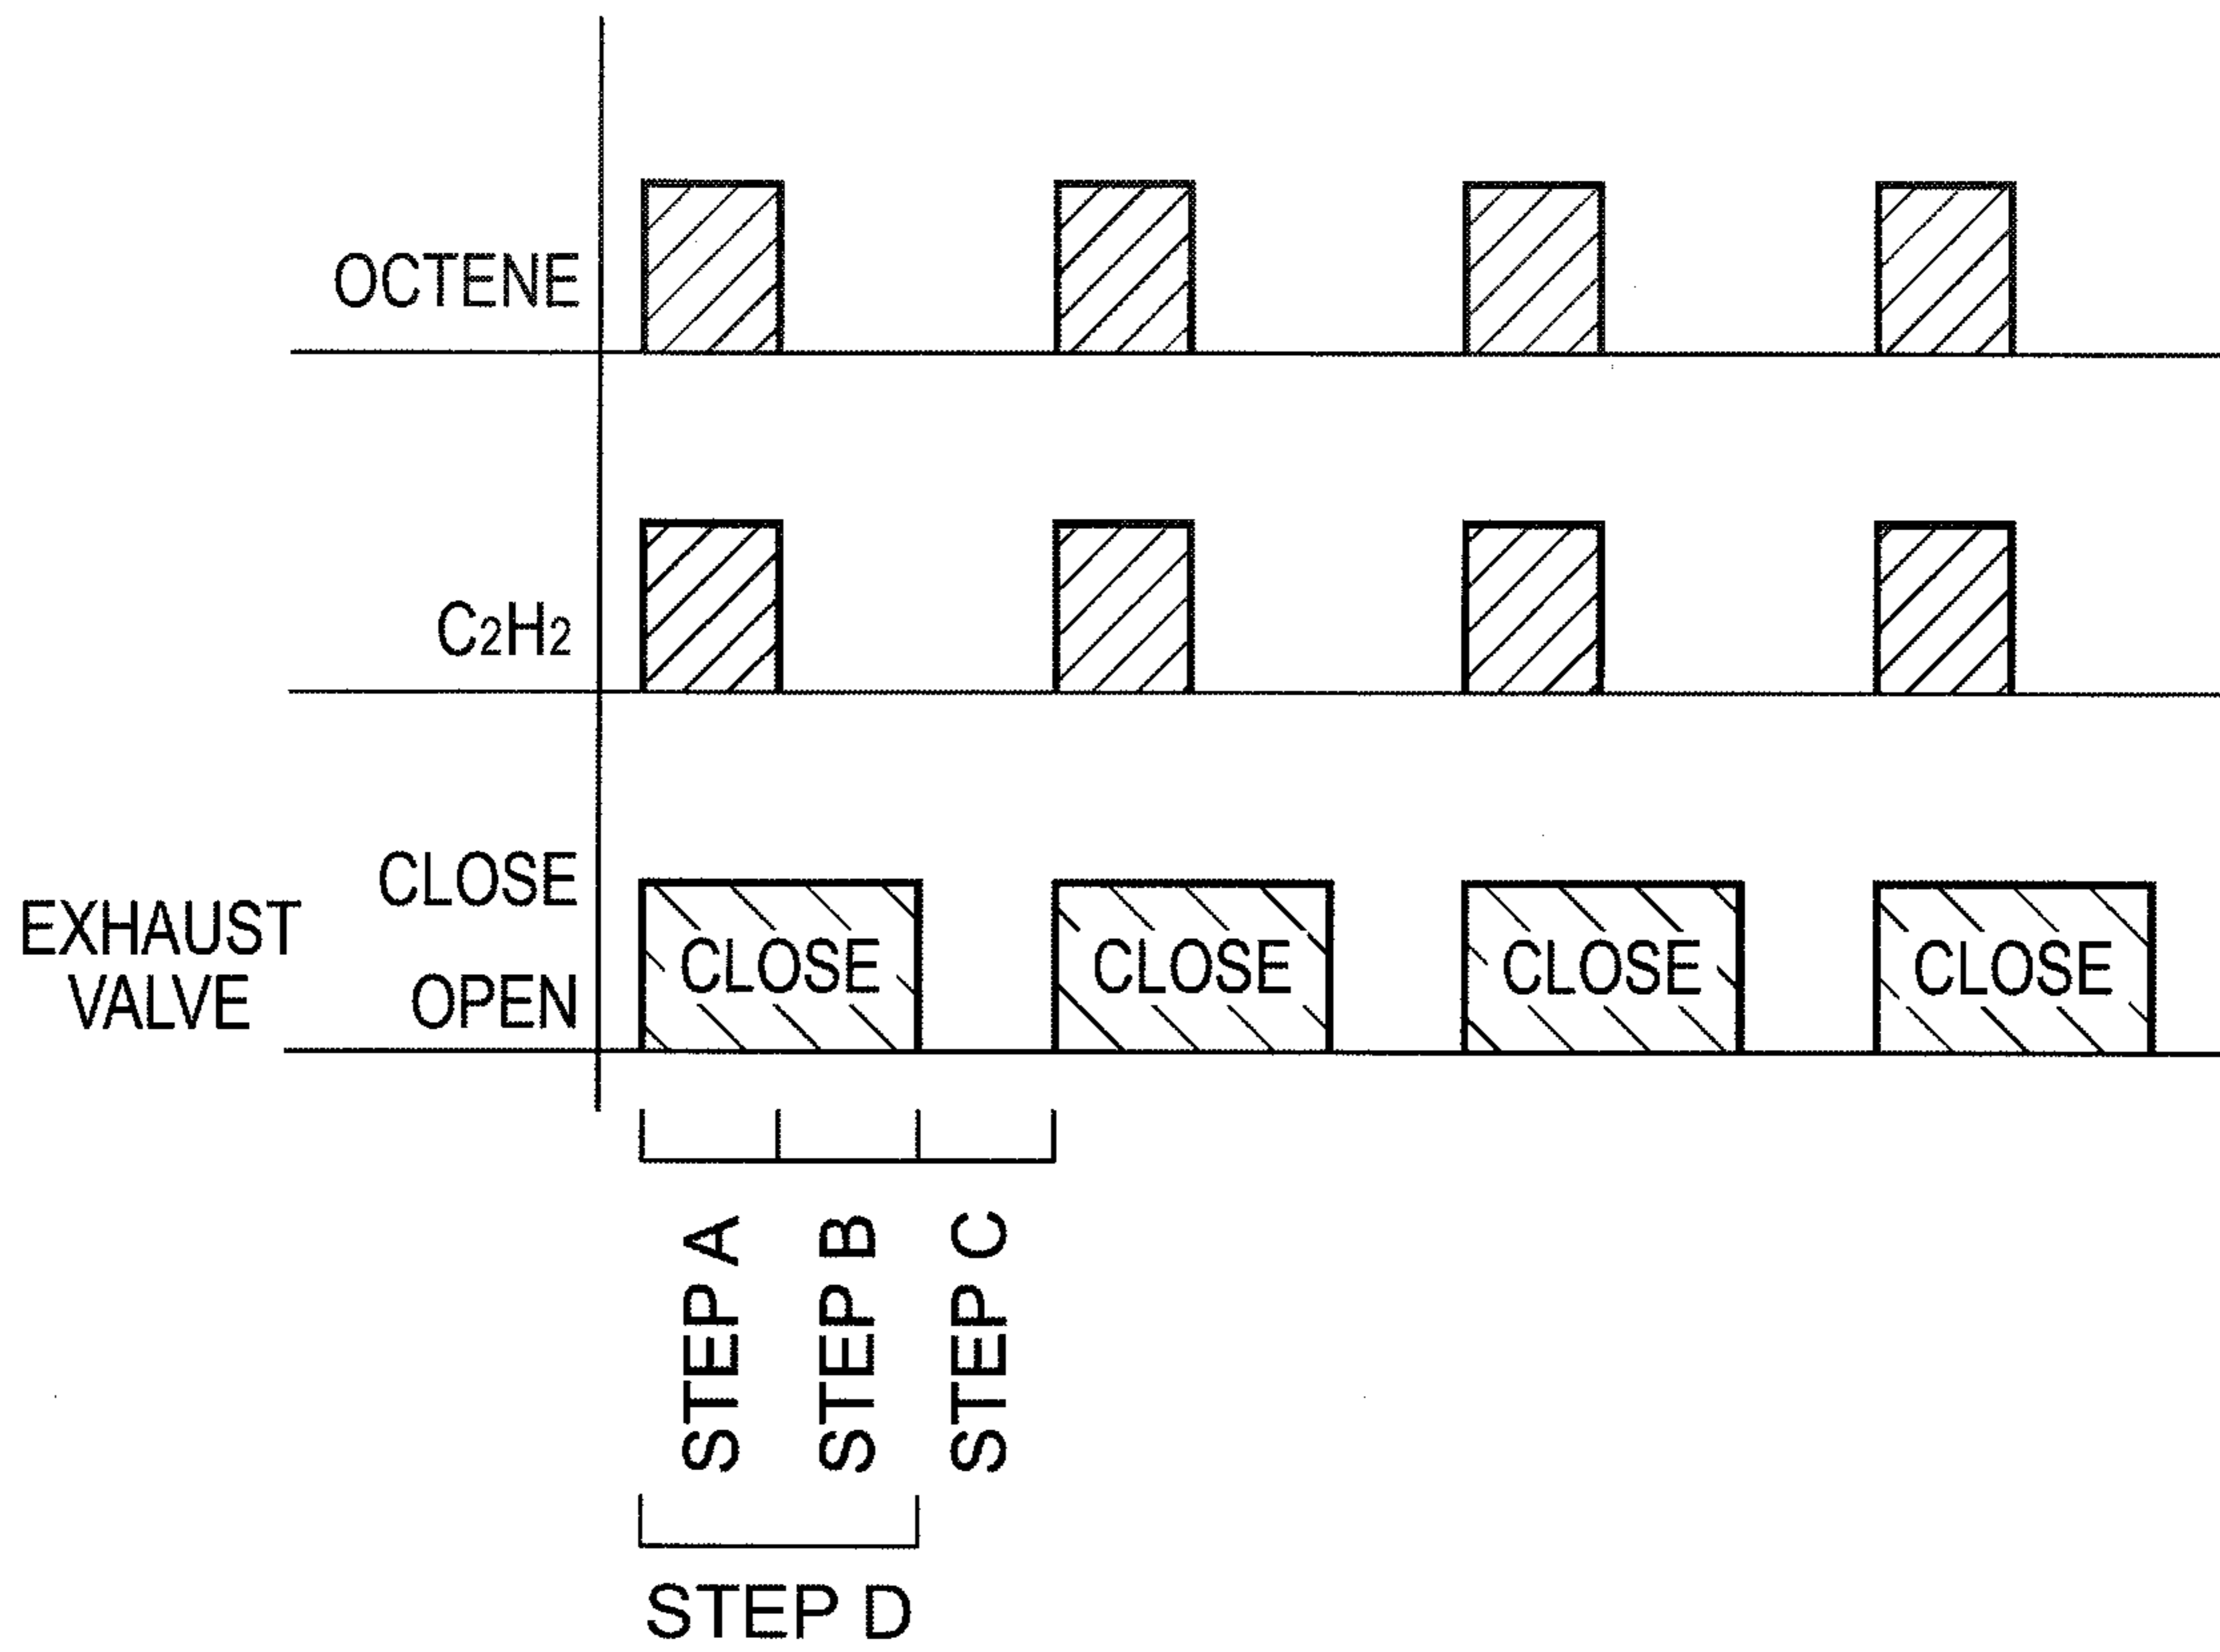 OCTENE
C2H2
EXHAUST
VALVE
CLOSE
OPEN
CLOSE
CLOSE
CLOSE
CLOSE
STEP A
STEP B
STEP C
STEP D